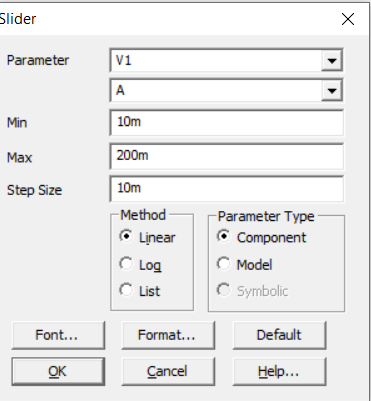 Slider
Parameter V1
A
Min 10m
Max 200m
Step Size 10m
Method Parameter Type
Linear Component
Log Model
List Symbolic
Font... Format... Default
OK Cancel Help...